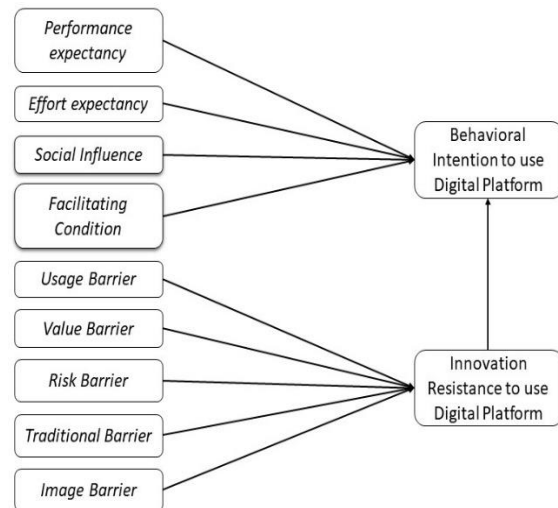 Performance
expectancy
Effort expectancy
Social Influence
Facilitating
Condition
Usage Barrier
Value Barrier
Risk Barrier
Traditional Barrier
Image Barrier
Behavioral
Intention to use
Digital Platform
Innovation
Resistance to use
Digital Platform